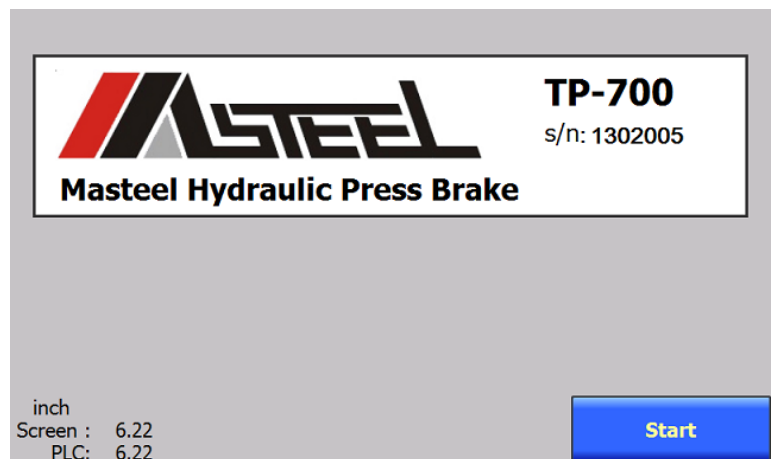 MASTEEL
TP-700
s/n: 1302005
Masteel Hydraulic Press Brake
inch
Screen : 6.22
PLC: 6.22
Start